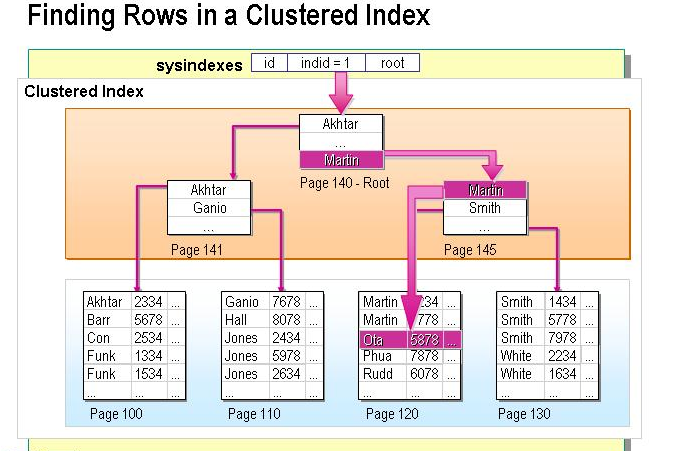 Finding Rows in a Clustered Index
sysindexes id indid = 1 root
Clustered Index
Akhtar
...
Martin
Page 140 - Root
Akhtar
Ganio
...
Page 141
Martin
Smith
...
Page 145
Akhtar 2334 ...
Barr 5678 ...
Con 2534 ...
Funk 1334 ...
Funk 1534 ...
... ... ...
Page 100
Ganio 7678 ...
Hall 8078 ...
Jones 2434 ...
Jones 5978 ...
Jones 2634 ...
... ... ...
Page 110
Martin 234 ...
Martin 778 ...
Ota 5878 ...
Phua 7878 ...
Rudd 6078 ...
... ... ...
Page 120
Smith 1434 ...
Smith 5778 ...
Smith 7978 ...
White 2234 ...
White 1634 ...
... ... ...
Page 130